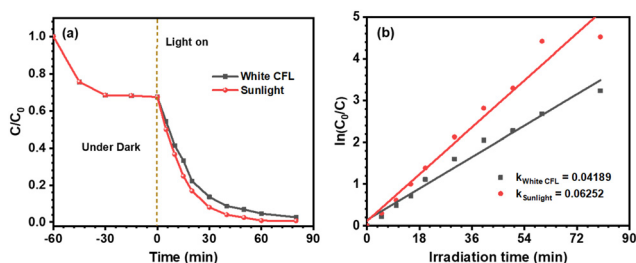 (a)
Light on
White CFL
Sunlight
Under Dark
C/C0
1.0
0.8
0.6
0.4
0.2
0.0
-60
-30
0
30
60
90
Time (min)
(b)
ln(C0/C)
5
4
3
2
1
0
kWhite CFL = 0.04189
kSunlight = 0.06252
0
18
36
54
72
90
Irradiation time (min)